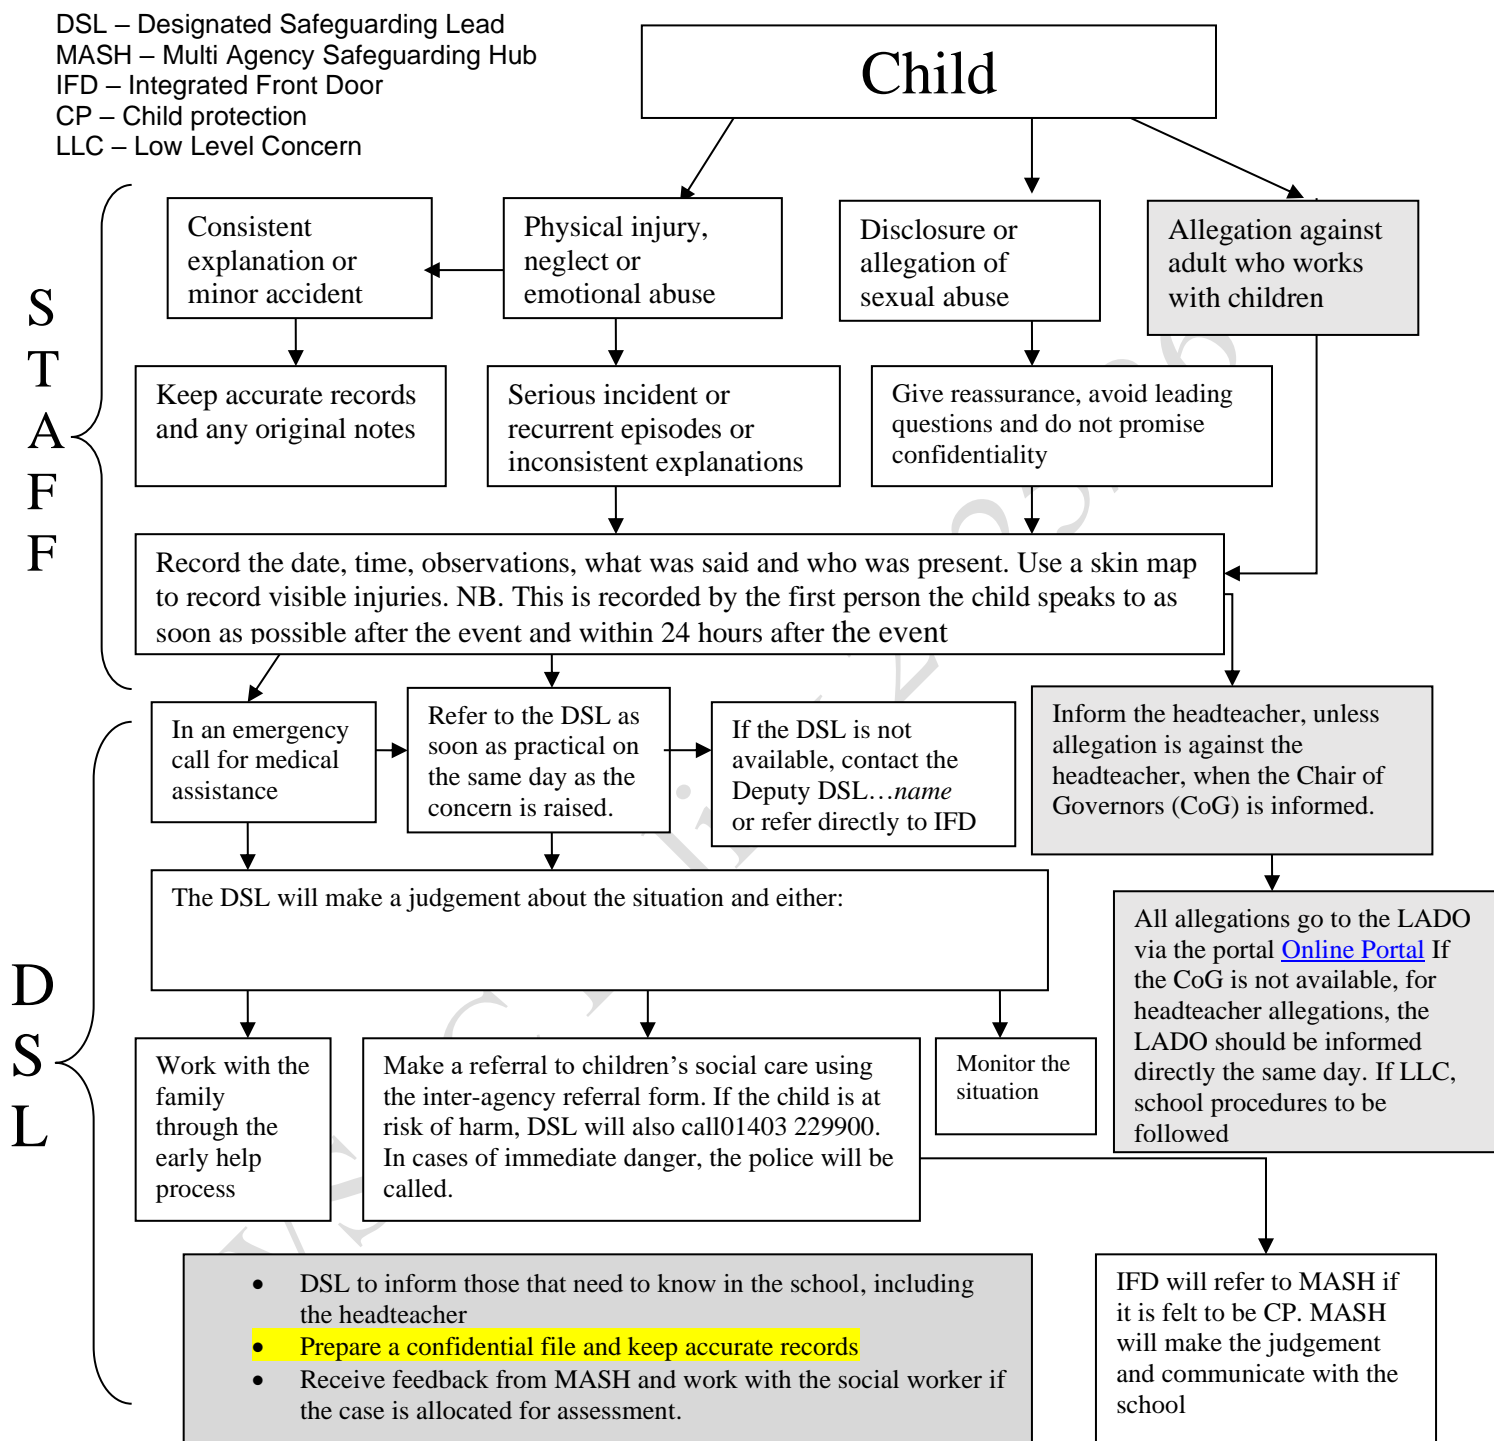 DSL – Designated Safeguarding Lead
MASH – Multi Agency Safeguarding Hub
IFD – Integrated Front Door
CP – Child protection
LLC – Low Level Concern
Child
S
T
A
F
F
Consistent
explanation or
minor accident
Physical injury,
neglect or
emotional abuse
Disclosure or
allegation of
sexual abuse
Allegation against
adult who works
with children
Keep accurate records
and any original notes
Serious incident or
recurrent episodes or
inconsistent explanations
Give reassurance, avoid leading
questions and do not promise
confidentiality
Record the date, time, observations, what was said and who was present. Use a skin map
to record visible injuries. NB. This is recorded by the first person the child speaks to as
soon as possible after the event and within 24 hours after the event
In an emergency
call for medical
assistance
Refer to the DSL as
soon as practical on
the same day as the
concern is raised.
If the DSL is not
available, contact the
Deputy DSL…name
or refer directly to IFD
Inform the headteacher, unless
allegation is against the
headteacher, when the Chair of
Governors (CoG) is informed.
D
S
L
The DSL will make a judgement about the situation and either:
All allegations go to the LADO
via the portal Online Portal If
the CoG is not available, for
headteacher allegations, the
LADO should be informed
directly the same day. If LLC,
school procedures to be
followed
Work with the
family
through the
early help
process
Make a referral to children’s social care using
the inter-agency referral form. If the child is at
risk of harm, DSL will also call01403 229900.
In cases of immediate danger, the police will be
called.
Monitor the
situation
• DSL to inform those that need to know in the school, including
the headteacher
• Prepare a confidential file and keep accurate records
• Receive feedback from MASH and work with the social worker if
the case is allocated for assessment.
IFD will refer to MASH if
it is felt to be CP. MASH
will make the judgement
and communicate with the
school